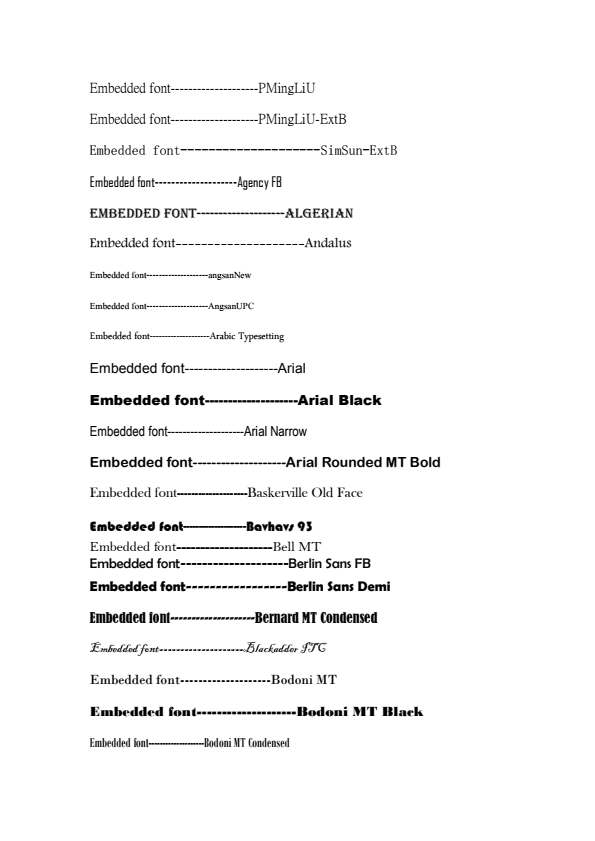 Embedded font--------------------PMingLiU
Embedded font--------------------PMingLiU-ExtB
Embedded font--------------------SimSun-ExtB
Embedded font--------------------Agency FB
EMBEDDED FONT--------------------ALGERIAN
Embedded font--------------------Andalus
Embedded font--------------------angsanNew
Embedded font--------------------AngsanUPC
Embedded font--------------------Arabic Typesetting
Embedded font--------------------Arial
Embedded font--------------------Arial Black
Embedded font--------------------Arial Narrow
Embedded font--------------------Arial Rounded MT Bold
Embedded font--------------------Baskerville Old Face
Embedded font--------------------Bavhavs 93
Embedded font--------------------Bell MT
Embedded font--------------------Berlin Sans FB
Embedded font-----------------Berlin Sans Demi
Embedded font--------------------Bernard MT Condensed
Embedded font--------------------Blackadder ITC
Embedded font--------------------Bodoni MT
Embedded font--------------------Bodoni MT Black
Embedded font--------------------Bodoni MT Condensed